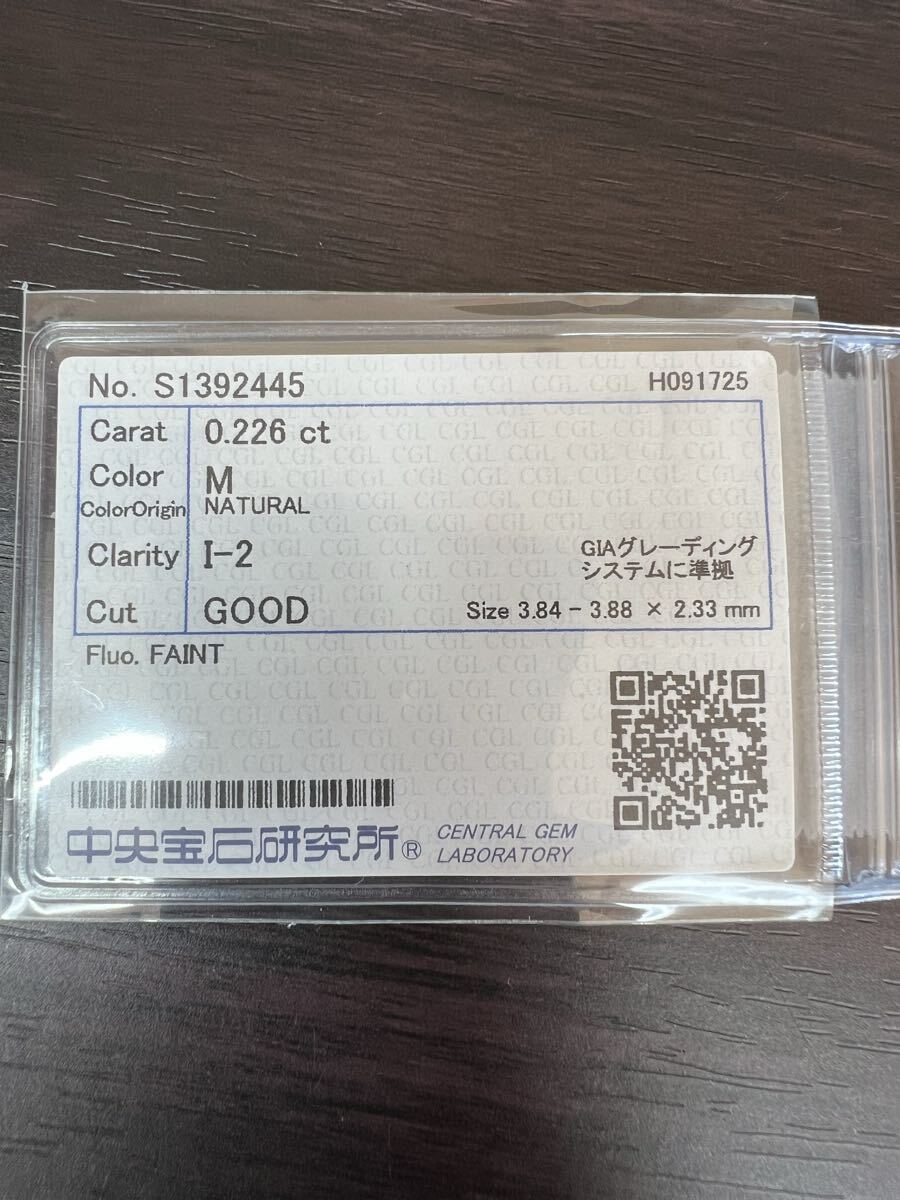 No. S1392445 H091725
Carat 0.226 ct
Color M
ColorOrigin NATURAL
Clarity I-2 GIAグレーディング
システムに準拠
Cut GOOD Size 3.84 - 3.88 × 2.33 mm
Fluo. FAINT
中央宝石研究所® CENTRAL GEM
LABORATORY